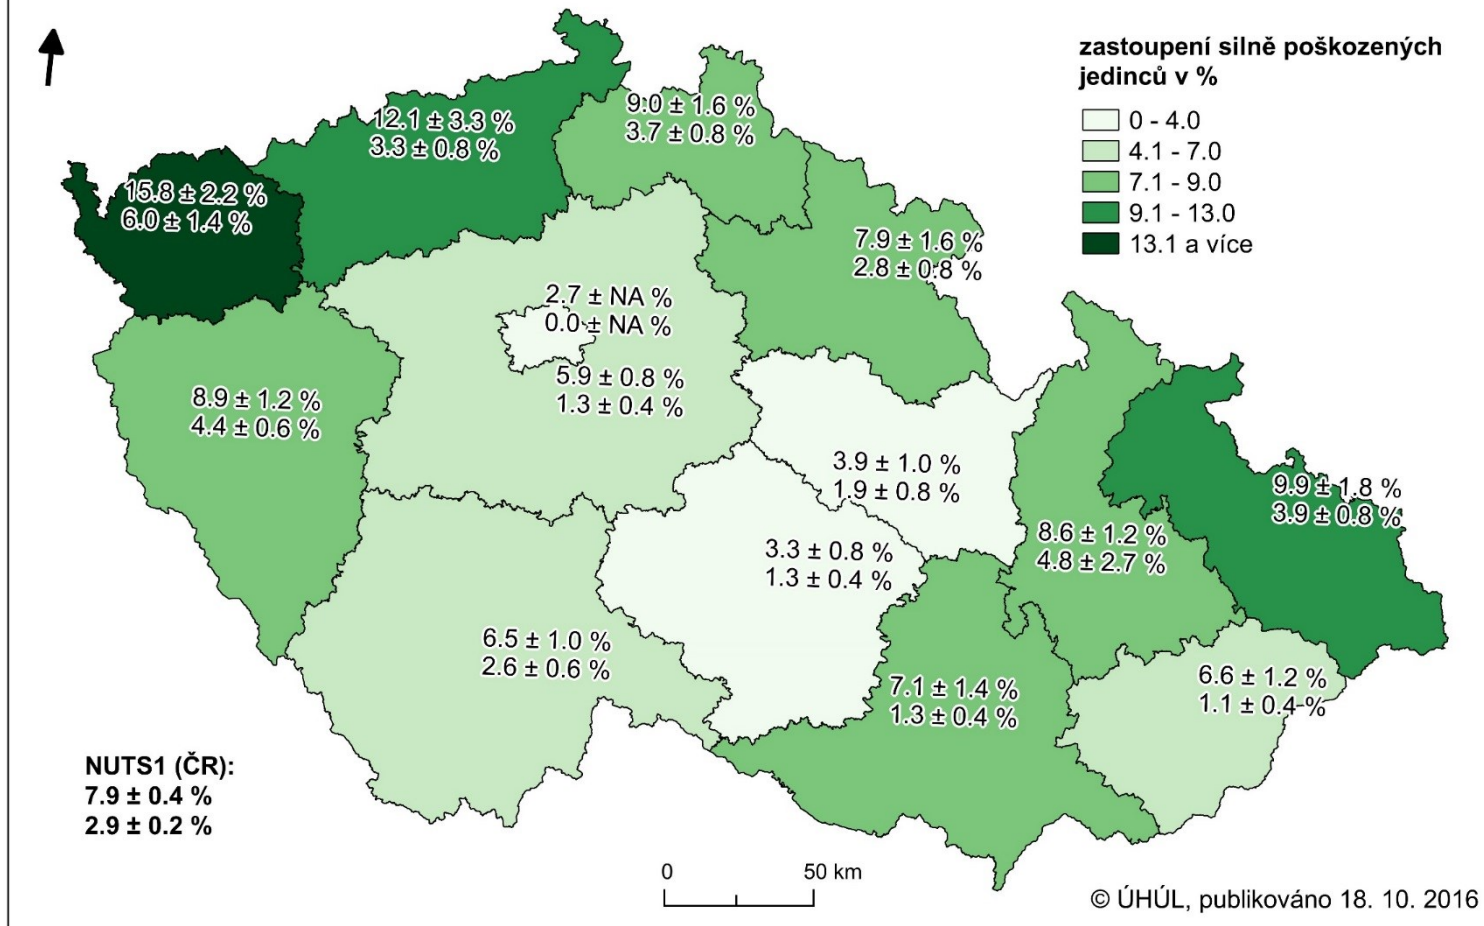 zastoupení silně poškozených
jedinců v %
0 - 4.0
4.1 - 7.0
7.1 - 9.0
9.1 - 13.0
13.1 a více
12.1 ± 3.3 %
3.3 ± 0.8 %
9.0 ± 1.6 %
3.7 ± 0.8 %
15.8 ± 2.2 %
6.0 ± 1.4 %
7.9 ± 1.6 %
2.8 ± 0.8 %
2.7 ± NA %
0.0 ± NA %
5.9 ± 0.8 %
1.3 ± 0.4 %
8.9 ± 1.2 %
4.4 ± 0.6 %
3.9 ± 1.0 %
1.9 ± 0.8 %
9.9 ± 1.8 %
3.9 ± 0.8 %
8.6 ± 1.2 %
4.8 ± 2.7 %
3.3 ± 0.8 %
1.3 ± 0.4 %
6.5 ± 1.0 %
2.6 ± 0.6 %
7.1 ± 1.4 %
1.3 ± 0.4 %
6.6 ± 1.2 %
1.1 ± 0.4 %
NUTS1 (ČR):
7.9 ± 0.4 %
2.9 ± 0.2 %
0 50 km
© ÚHÚL, publikováno 18. 10. 2016